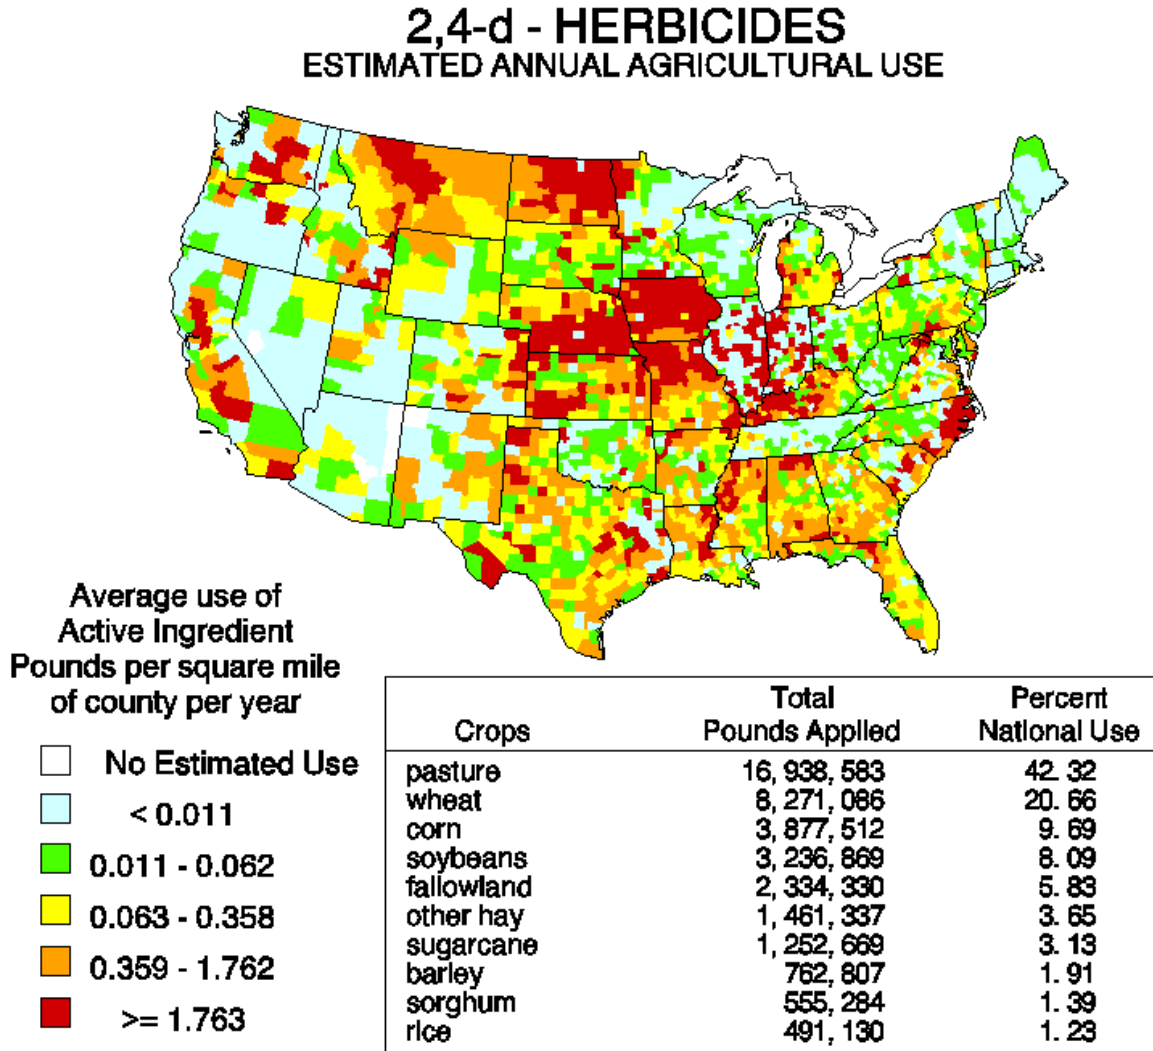 2,4-d - HERBICIDES
ESTIMATED ANNUAL AGRICULTURAL USE
Average use of
Active Ingredient
Pounds per square mile
of county per year
No Estimated Use
< 0.011
0.011 - 0.062
0.063 - 0.358
0.359 - 1.762
>= 1.763
Crops Total Pounds Applied Percent National Use
pasture 16, 938, 583 42. 32
wheat 8, 271, 086 20. 66
corn 3, 877, 512 9. 69
soybeans 3, 236, 869 8. 09
fallowland 2, 334, 330 5. 83
other hay 1, 461, 337 3. 65
sugarcane 1, 252, 669 3. 13
barley 762, 807 1. 91
sorghum 555, 284 1. 39
rice 491, 130 1. 23